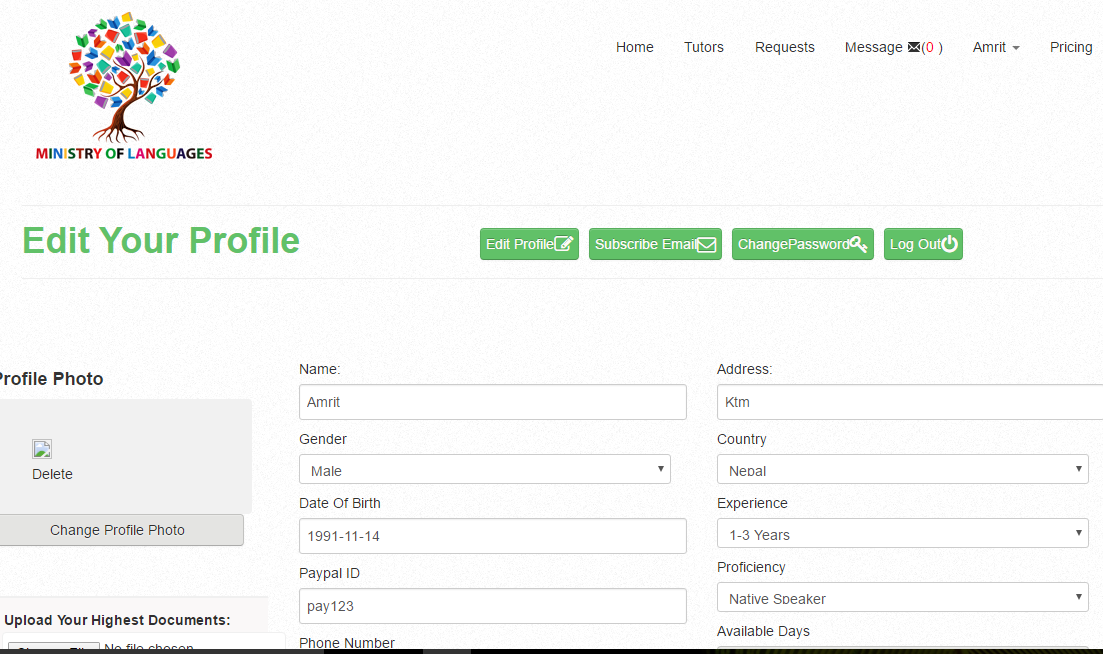 Home Tutors Requests Message (0 ) Amrit Pricing
MINISTRY OF LANGUAGES
Edit Your Profile
Edit Profile Subscribe Email ChangePassword Log Out
Profile Photo
Delete
Change Profile Photo
Upload Your Highest Documents:
No file chosen
Name:
Amrit
Gender
Male
Date Of Birth
1991-11-14
Paypal ID
pay123
Phone Number
Address:
Ktm
Country
Nepal
Experience
1-3 Years
Proficiency
Native Speaker
Available Days